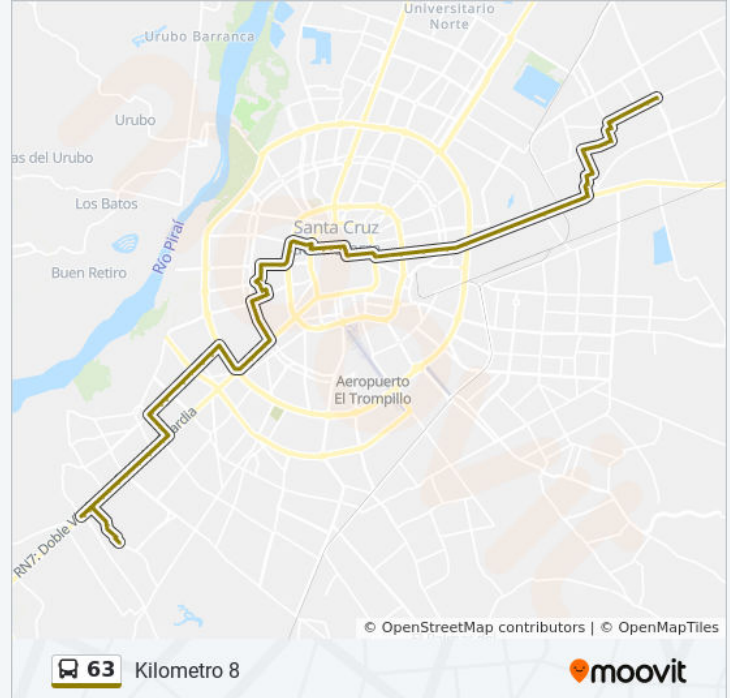 Universitario
Norte
Urubo Barranca
Urubo
as del Urubo
Los Batos
Río Piraí
Santa Cruz
Buen Retiro
Aeropuerto
El Trompillo
ardia
RN7: Doble V
© OpenStreetMap contributors | © OpenMapTiles
63 Kilometro 8
moovit